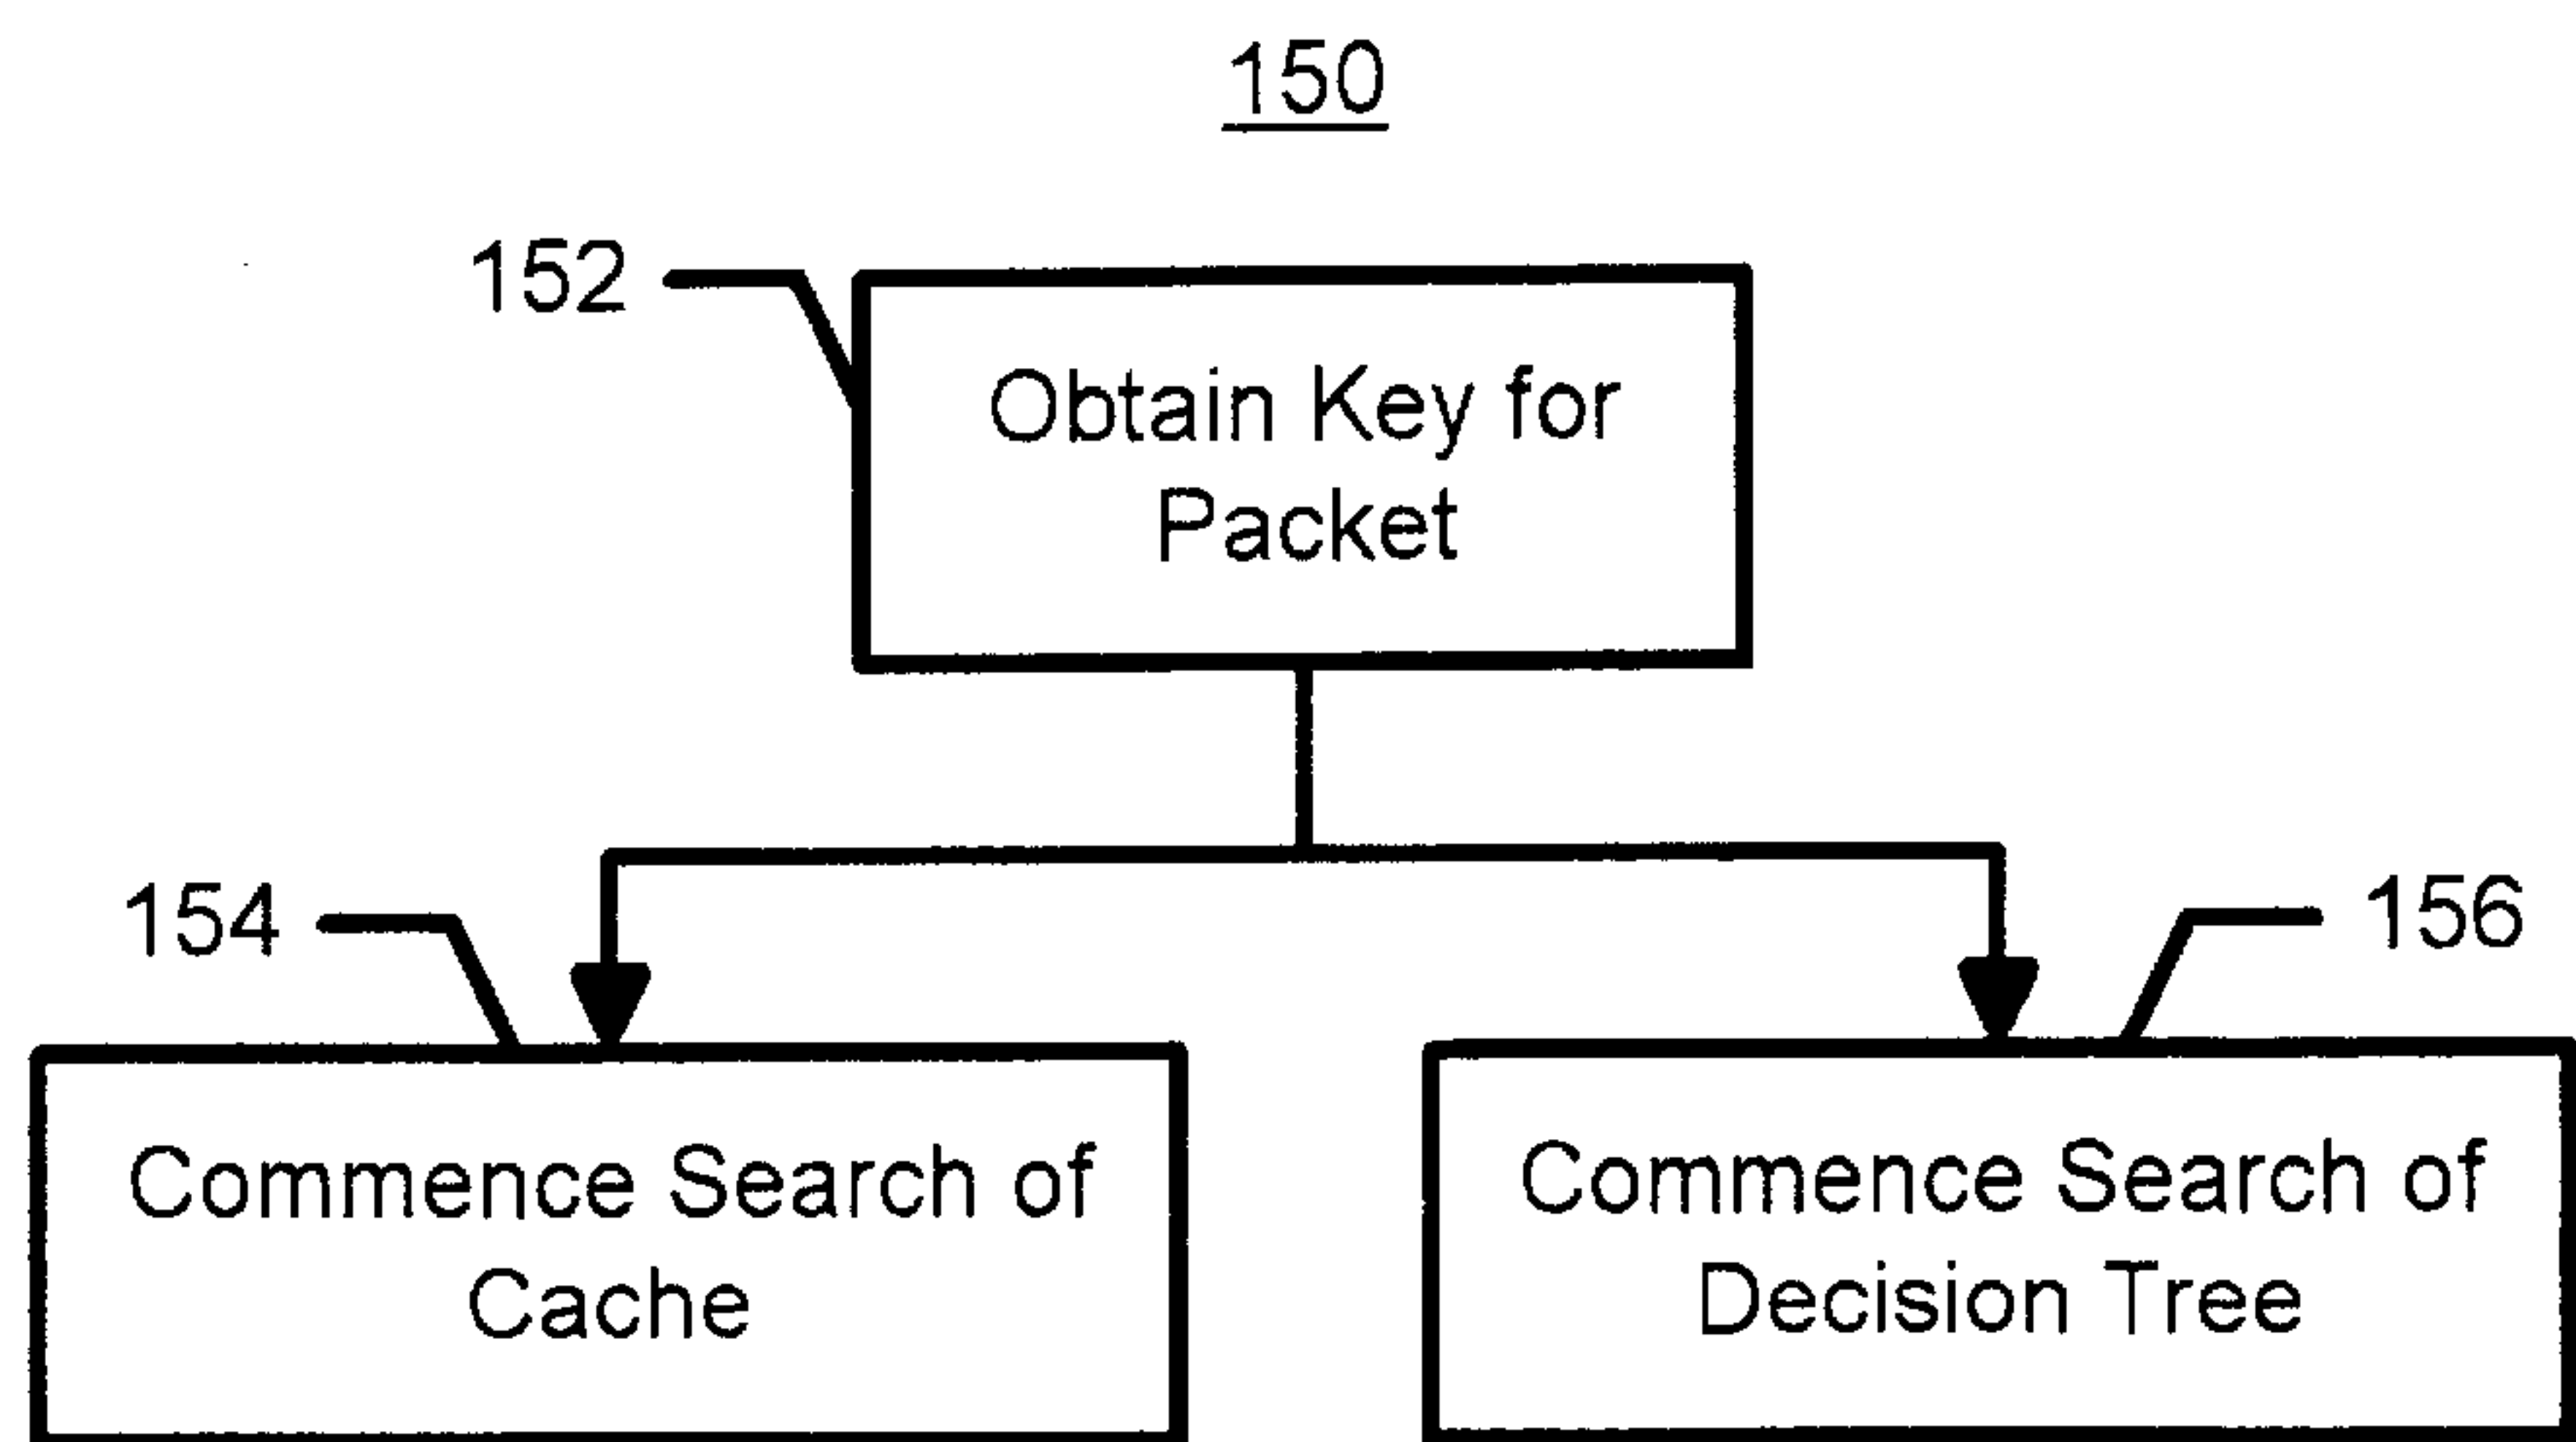 150
152
Obtain Key for
Packet
154
156
Commence Search of
Cache
Commence Search of
Decision Tree